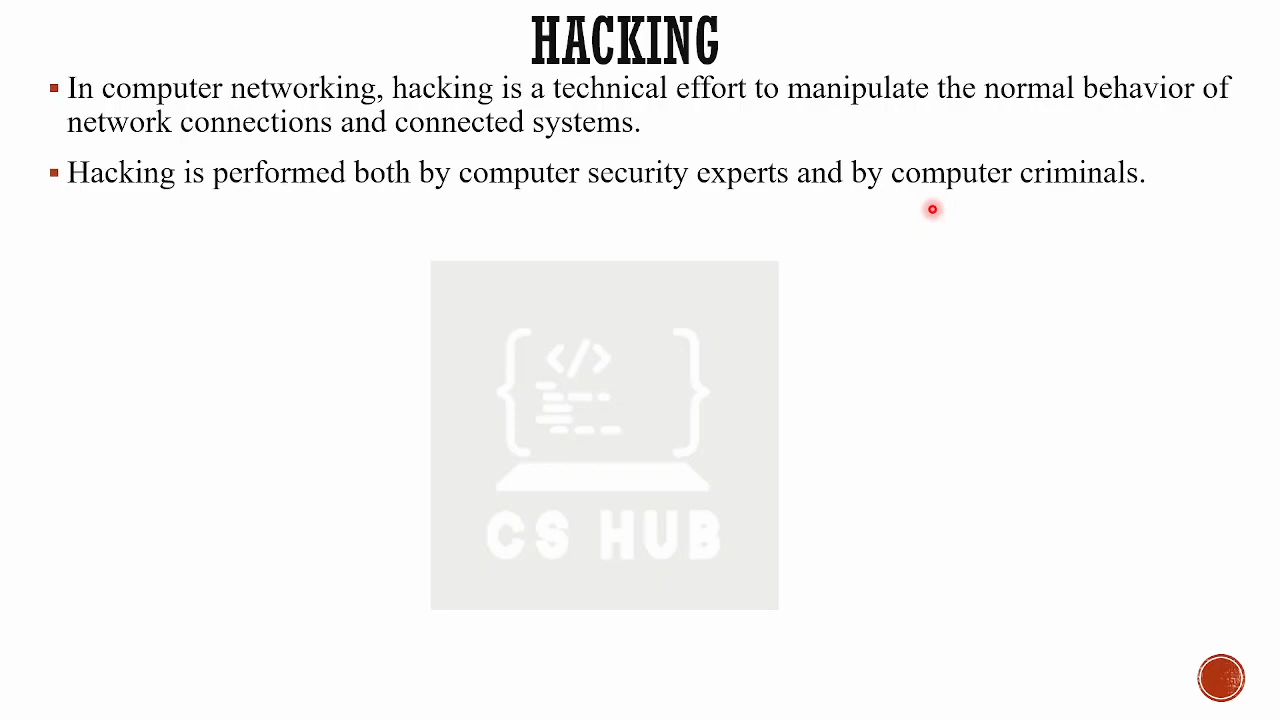 HACKING
In computer networking, hacking is a technical effort to manipulate the normal behavior of
network connections and connected systems.
Hacking is performed both by computer security experts and by computer criminals.
</>
CS HUB